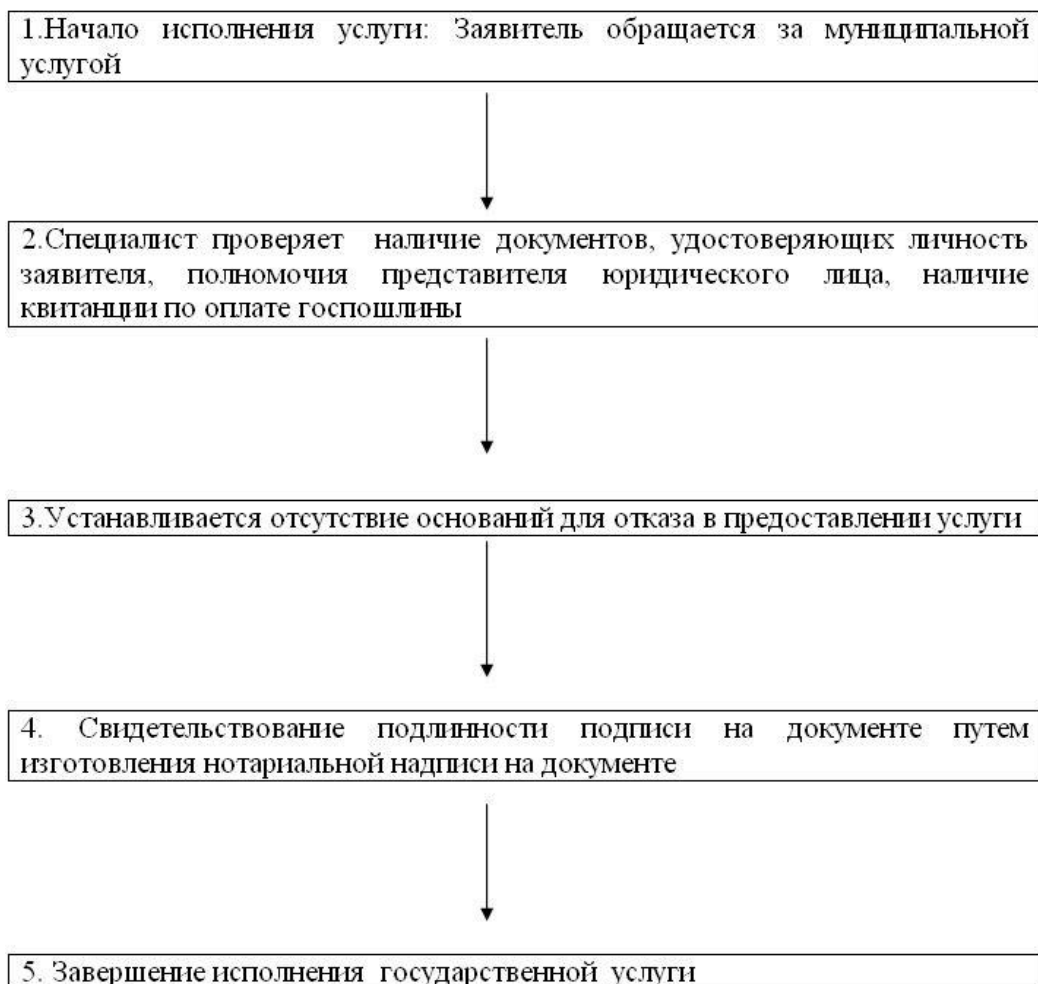 1.Начало исполнения услуги: Заявитель обращается за муниципальной
услугой
2.Специалист проверяет наличие документов, удостоверяющих личность
заявителя, полномочия представителя юридического лица, наличие
квитанции по оплате госпошлины
3.Устанавливается отсутствие оснований для отказа в предоставлении услуги
4. Свидетельствование подлинности подписи на документе путем
изготовления нотариальной надписи на документе
5. Завершение исполнения государственной услуги